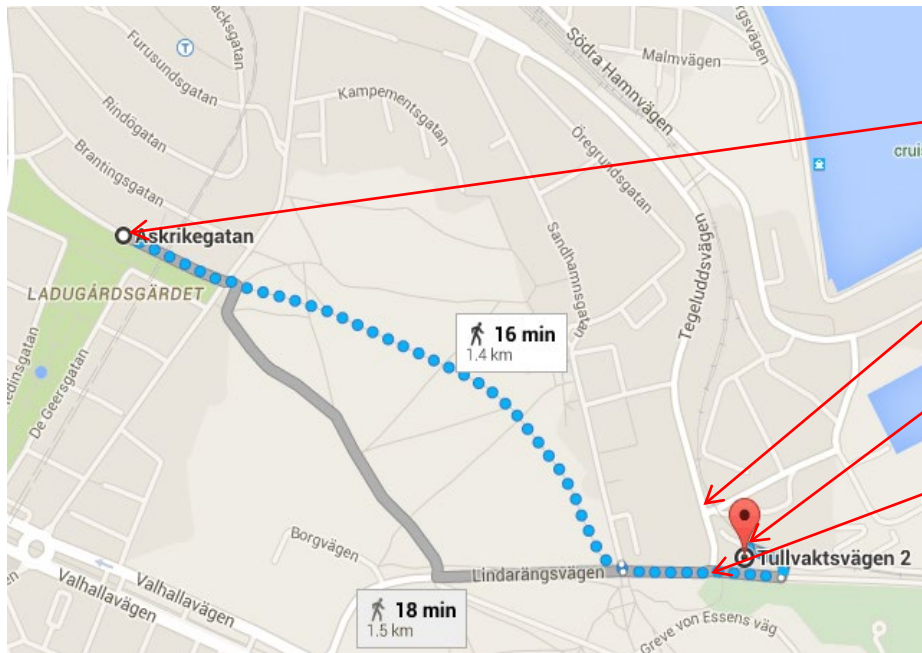 Furusundsgatan
T
Rindögatan
Brantingsgatan
Kampementsgatan
Södra Hamnvägen
Malmvägen
Öregrundsgatan
Askrikegatan
LADUGÅRDSGÄRDET
De Geersgatan
Sandhamnsgatan
Tegeluddsvägen
16 min
1.4 km
Borgvägen
Valhallavägen
Valhallavägen
Lindarängsvägen
Tullvaktsvägen 2
18 min
1.5 km
Greve von Essens väg